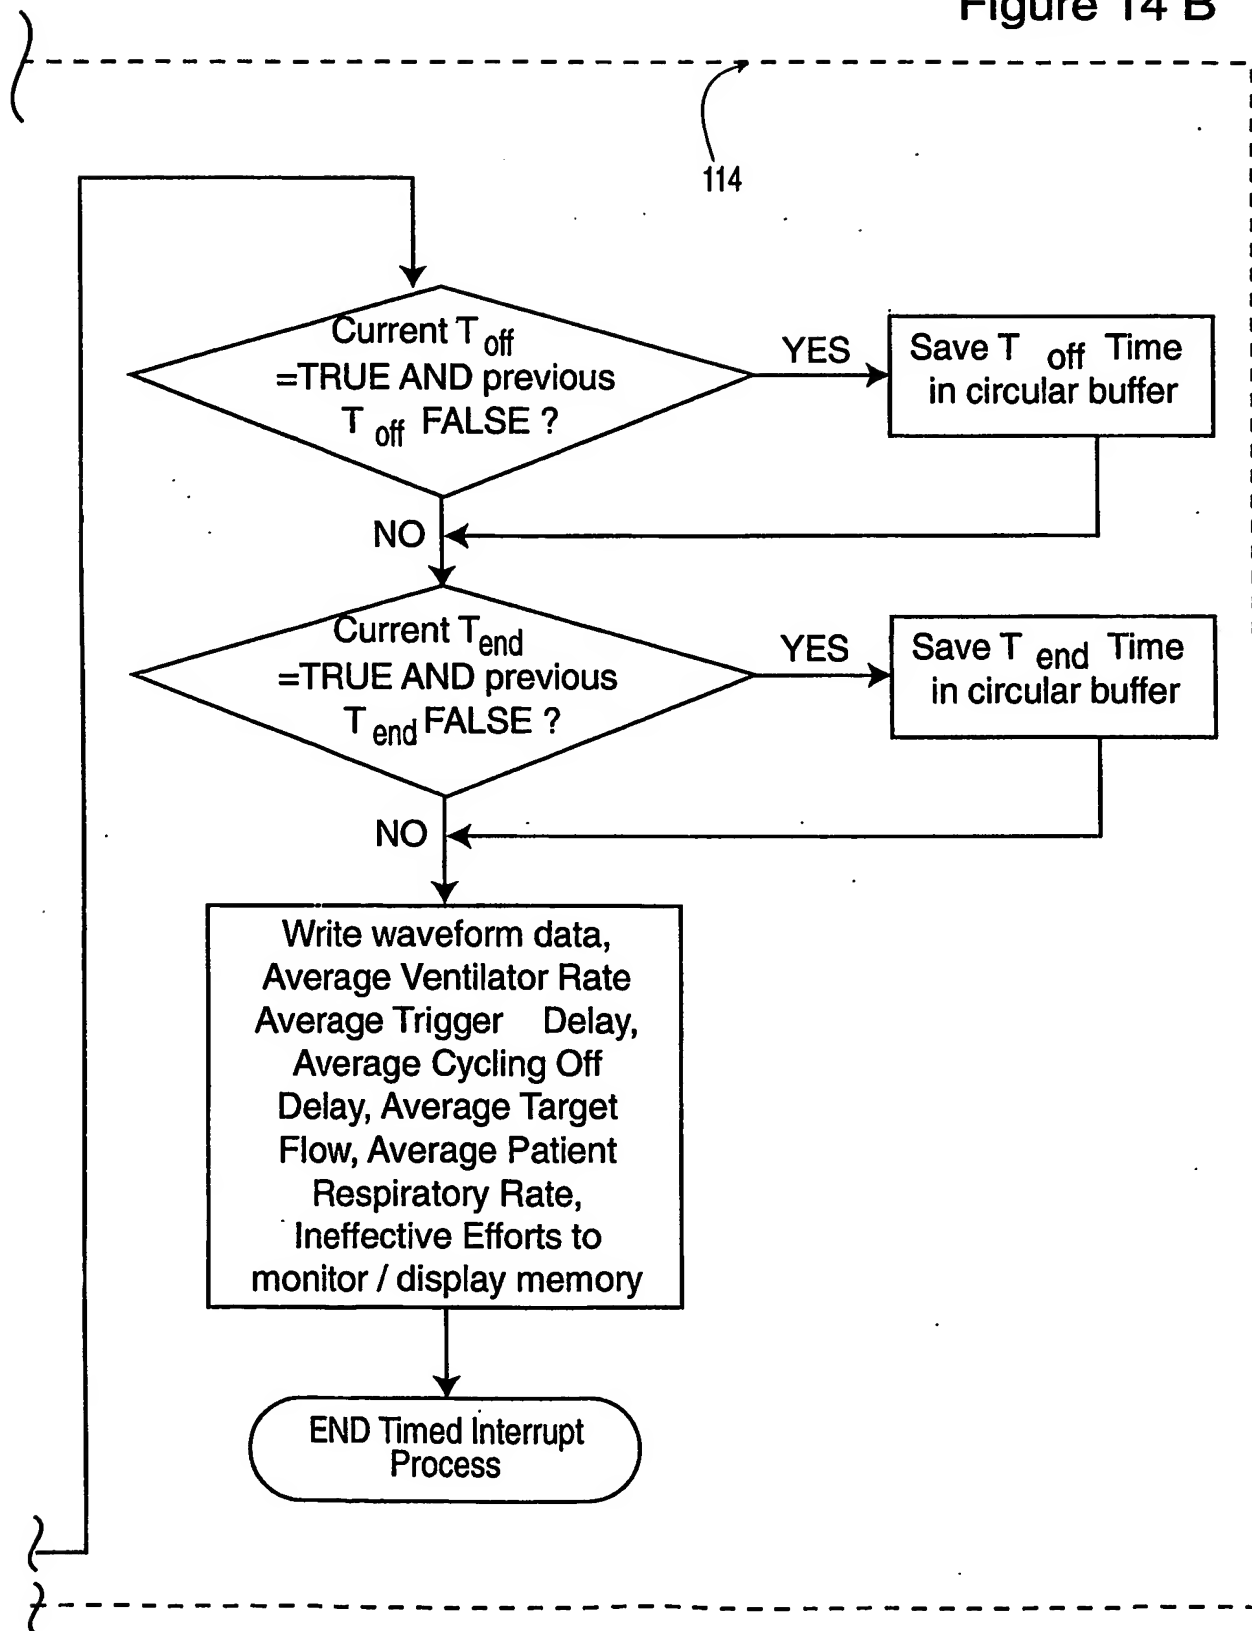 Figure 14 B
114
Current T off
=TRUE AND previous
T off FALSE ?
YES
Save T off Time
in circular buffer
NO
Current Tend
=TRUE AND previous
T end FALSE ?
YES
Save T end Time
in circular buffer
NO
Write waveform data,
Average Ventilator Rate
Average Trigger Delay,
Average Cycling Off
Delay, Average Target
Flow, Average Patient
Respiratory Rate,
Ineffective Efforts to
monitor / display memory
END Timed Interrupt
Process